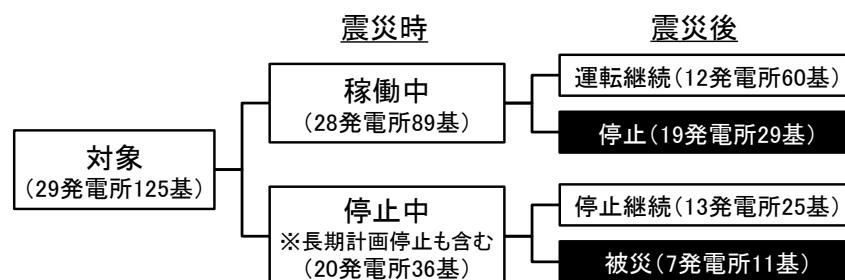 震災時
震災後
対象
(29発電所125基)
稼働中
(28発電所89基)
運転継続(12発電所60基)
停止(19発電所29基)
停止中
※長期計画停止も含む
(20発電所36基)
停止継続(13発電所25基)
被災(7発電所11基)